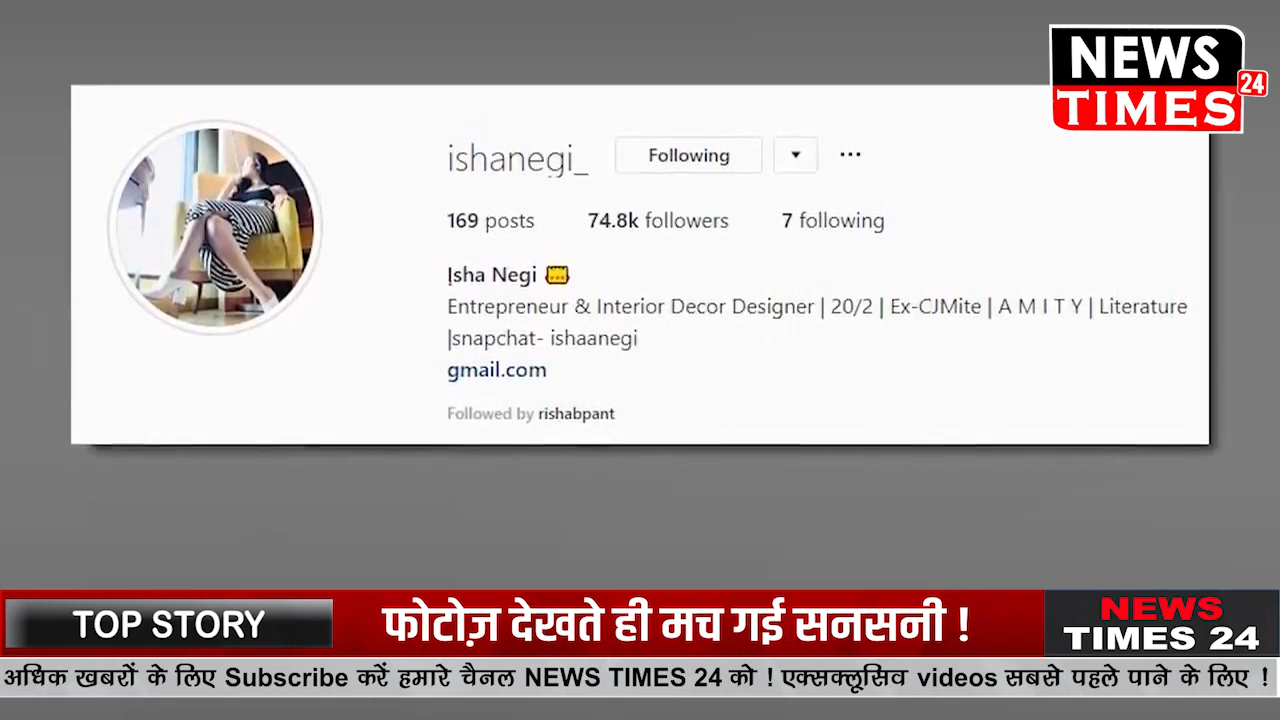 NEWS
TIMES 24
ishanegi_ Following
169 posts 74.8k followers 7 following
Isha Negi
Entrepreneur & Interior Decor Designer | 20/2 | Ex-CJMite | A M I T Y | Literature
|snapchat- ishaanegi
gmail.com
Followed by rishabpant
TOP STORY
फोटोज़ देखते ही मच गई सनसनी !
NEWS
TIMES 24
अधिक खबरों के लिए Subscribe करें हमारे चैनल NEWS TIMES 24 को ! एक्सक्लूसिव videos सबसे पहले पाने के लिए !